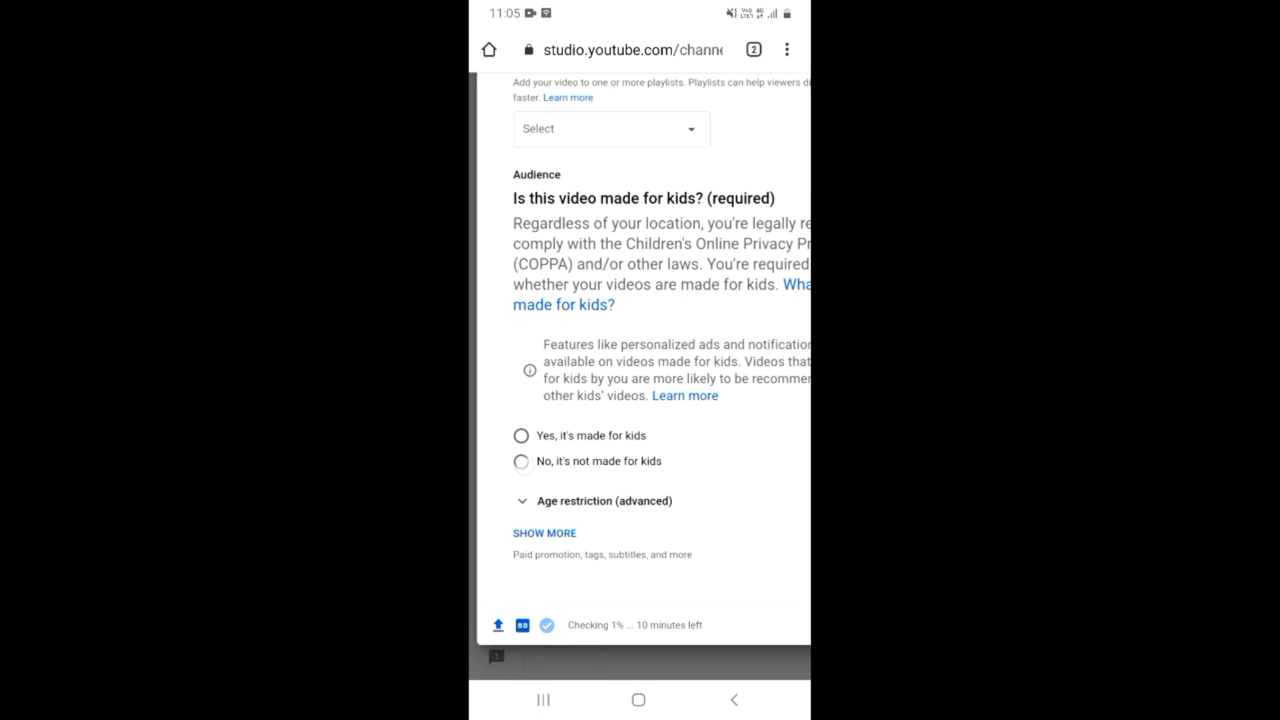 11:05
studio.youtube.com/channe
2
Add your video to one or more playlists. Playlists can help viewers di
faster. Learn more
Select
Audience
Is this video made for kids? (required)
Regardless of your location, you're legally re
comply with the Children's Online Privacy Pr
(COPPA) and/or other laws. You're required
whether your videos are made for kids. Wha
made for kids?
Features like personalized ads and notification
available on videos made for kids. Videos that
for kids by you are more likely to be recommen
other kids' videos. Learn more
Yes, it's made for kids
No, it's not made for kids
Age restriction (advanced)
SHOW MORE
Paid promotion, tags, subtitles, and more
SD Checking 1% ... 10 minutes left